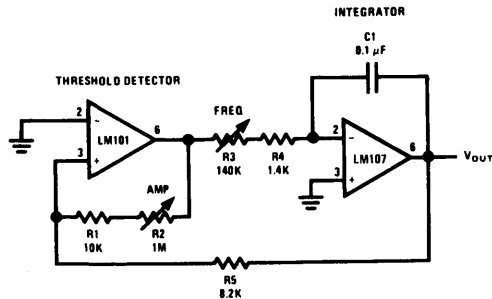 INTEGRATOR
C1
0.1 μF
THRESHOLD DETECTOR
FREQ
2
−
LM101
6
3
+
R3
140K
R4
1.4K
2
−
LM107
6
3
+
VOUT
AMP
R1
10K
R2
1M
R5
8.2K